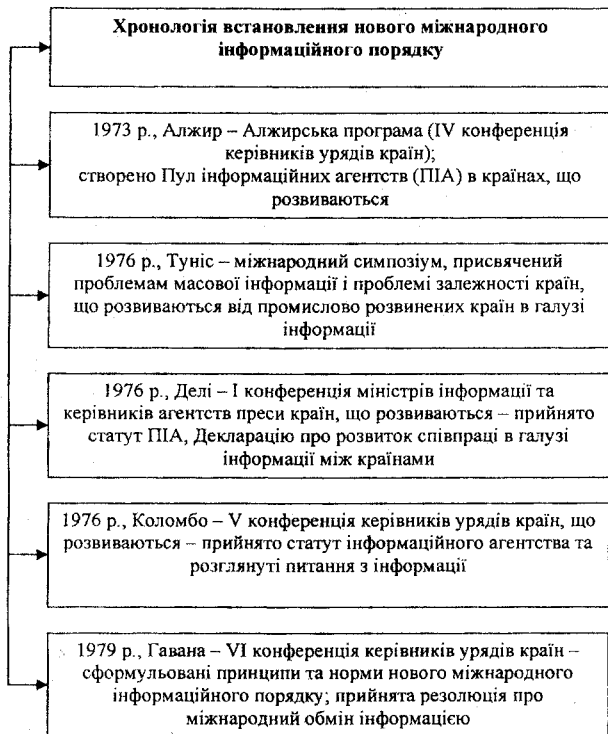 Хронологія встановлення нового міжнародного
інформаційного порядку
1973 р., Алжир – Алжирська програма (IV конференція
керівників урядів країн);
створено Пул інформаційних агентств (ПІА) в країнах, що
розвиваються
1976 р., Туніс – міжнародний симпозіум, присвячений
проблемам масової інформації і проблемі залежності країн,
що розвиваються від промислово розвинених країн в галузі
інформації
1976 р., Делі – І конференція міністрів інформації та
керівників агентств преси країн, що розвиваються – прийнято
статут ПІА, Декларацію про розвиток співпраці в галузі
інформації між країнами
1976 р., Коломбо – V конференція керівників урядів країн, що
розвиваються – прийнято статут інформаційного агентства та
розглянуті питання з інформації
1979 р., Гавана – VI конференція керівників урядів країн –
сформульовані принципи та норми нового міжнародного
інформаційного порядку; прийнята резолюція про
міжнародний обмін інформацією